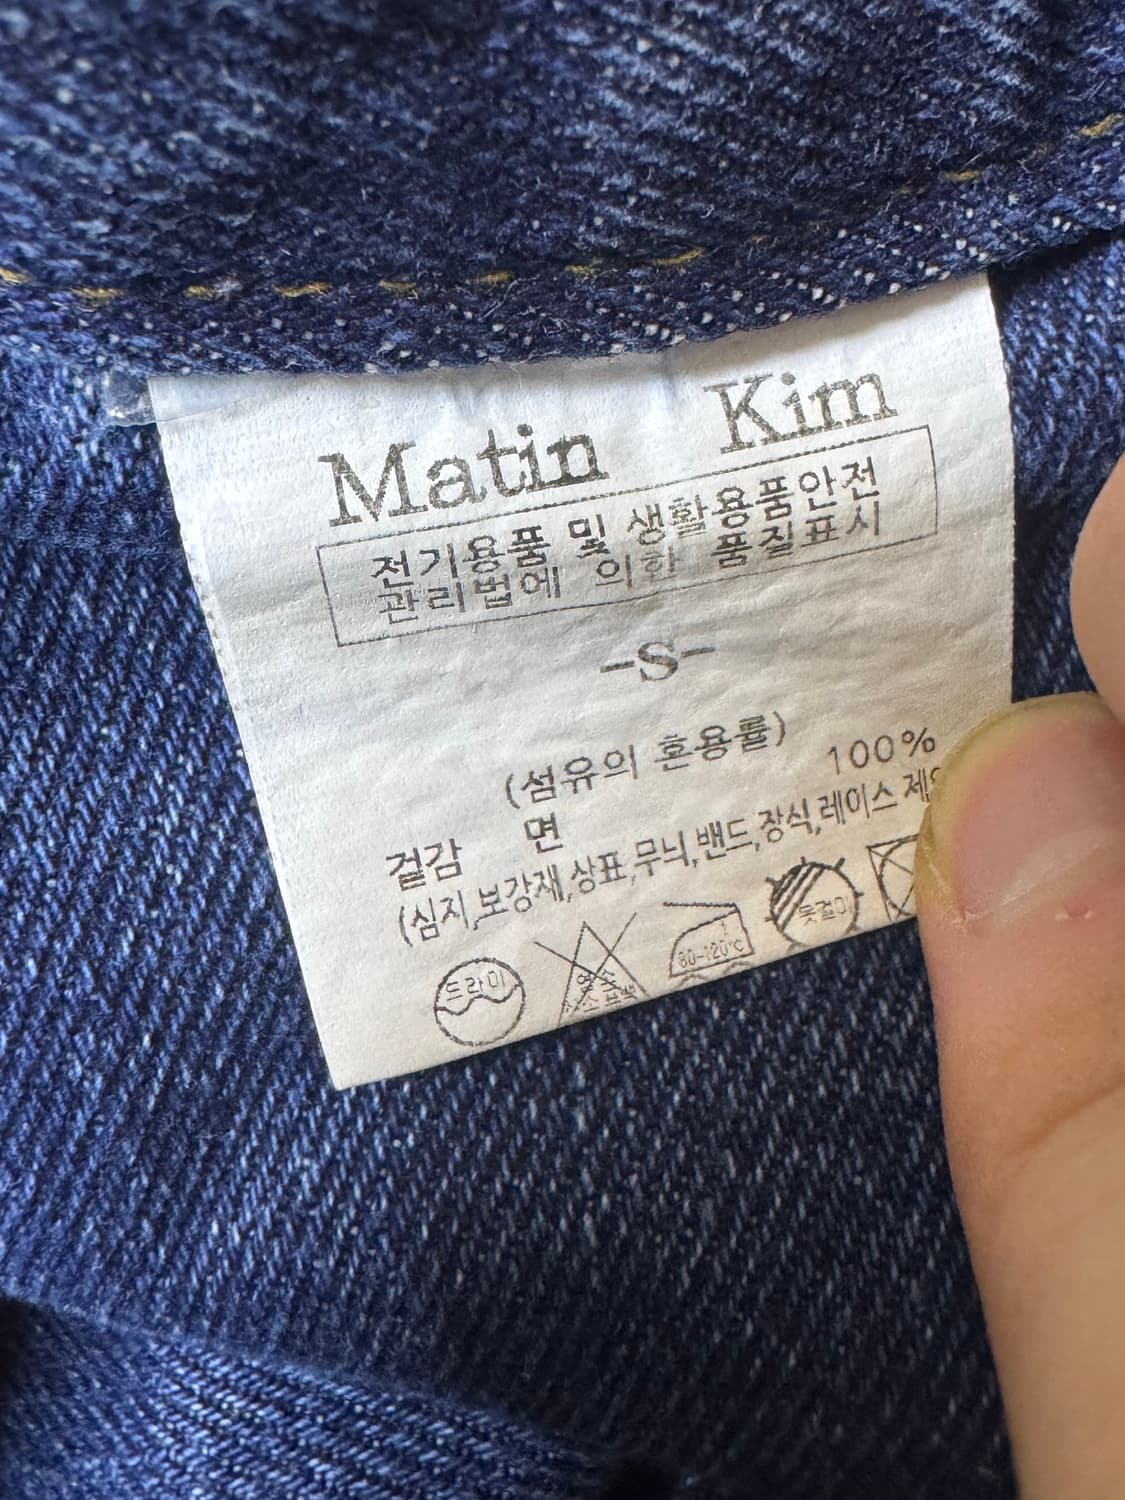 Matin Kim
전기용품 및 생활용품안전
관리법에 의한 품질표시
-S-
(섬유의 혼용률)
겉감 면 100%
(심지,보강재,상표,무늬,밴드,장식,레이스
드라이
80-120℃
옷걸이